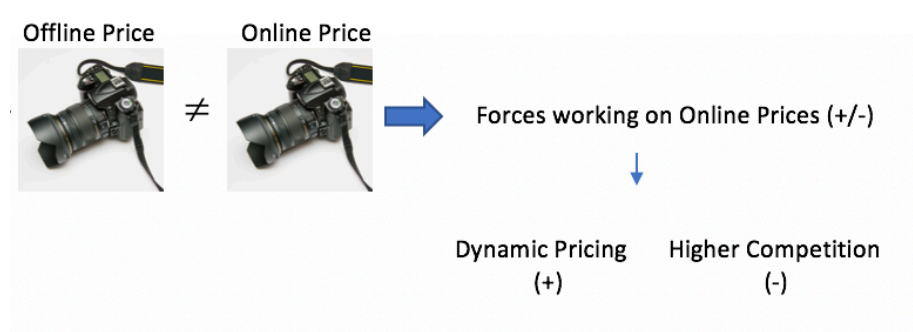 Offline Price
Online Price
≠
Forces working on Online Prices (+/-)
Dynamic Pricing
(+)
Higher Competition
(-)